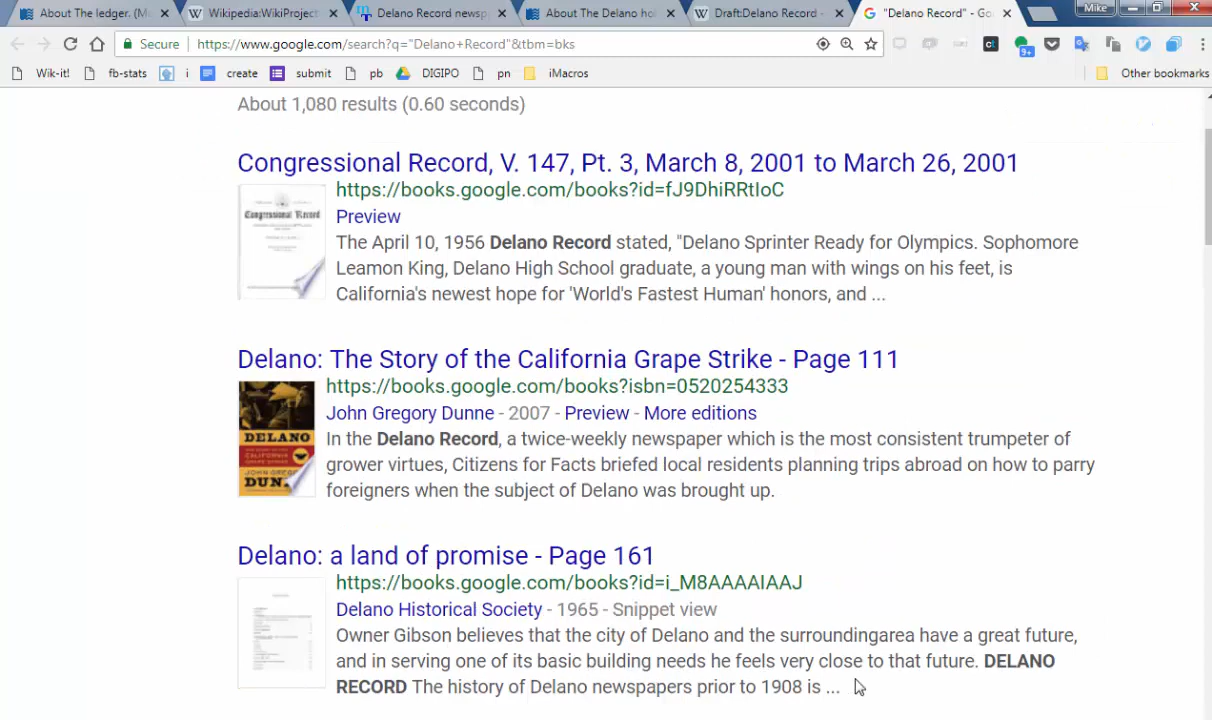 About The ledger. (Mu
Wikipedia:WikiProject
Delano Record newsp
About The Delano hol
Draft:Delano Record -
"Delano Record" - Go
Mike
Secure
https://www.google.com/search?q="Delano+Record"&tbm=bks
Wik-it!
fb-stats
i
create
submit
pb
DIGIPO
pn
iMacros
Other bookmarks
About 1,080 results (0.60 seconds)
Congressional Record, V. 147, Pt. 3, March 8, 2001 to March 26, 2001
https://books.google.com/books?id=fJ9DhiRRtIoC
Preview
Congressional Record
The April 10, 1956 Delano Record stated, "Delano Sprinter Ready for Olympics. Sophomore
Leamon King, Delano High School graduate, a young man with wings on his feet, is
California's newest hope for 'World's Fastest Human' honors, and ...
Delano: The Story of the California Grape Strike - Page 111
https://books.google.com/books?isbn=0520254333
John Gregory Dunne - 2007 - Preview - More editions
DELANO
JOHN GREGORY
DUN
In the Delano Record, a twice-weekly newspaper which is the most consistent trumpeter of
grower virtues, Citizens for Facts briefed local residents planning trips abroad on how to parry
foreigners when the subject of Delano was brought up.
Delano: a land of promise - Page 161
https://books.google.com/books?id=i_M8AAAAIAAJ
Delano Historical Society - 1965 - Snippet view
Owner Gibson believes that the city of Delano and the surroundingarea have a great future,
and in serving one of its basic building needs he feels very close to that future. DELANO
RECORD The history of Delano newspapers prior to 1908 is ...